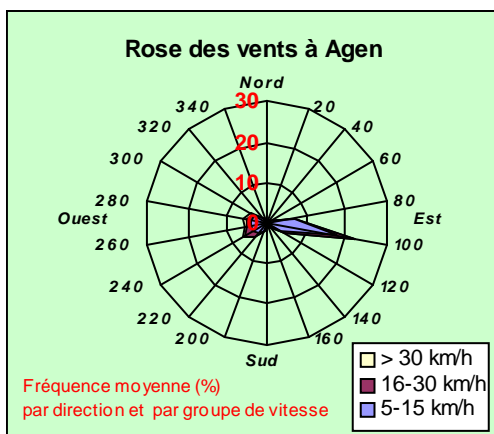 Rose des vents à Agen
Nord
30
340
20
320
40
20
300
60
10
280
80
Ouest
0
Est
260
100
240
120
220
140
200
160
Sud
Fréquence moyenne (%)
par direction et par groupe de vitesse
> 30 km/h
16-30 km/h
5-15 km/h